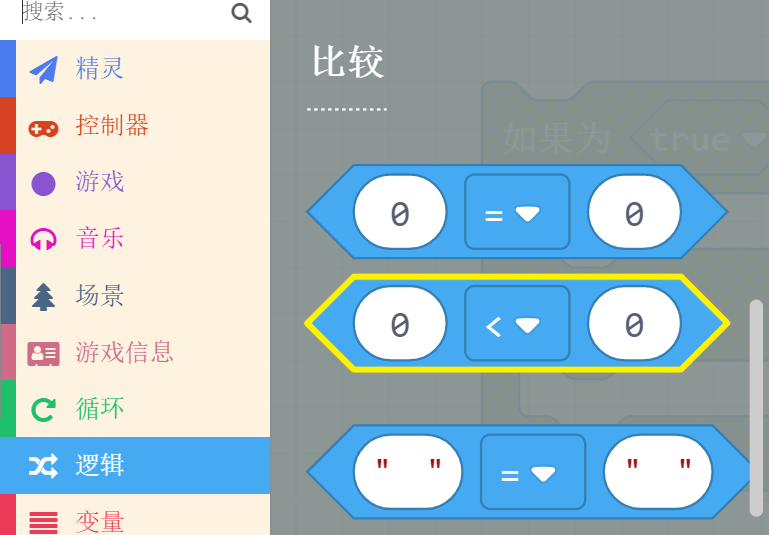 搜索...
精灵
控制器
游戏
音乐
场景
游戏信息
循环
逻辑
变量
比较
如果为 true
0 = 0
0 < 0
" " = " "